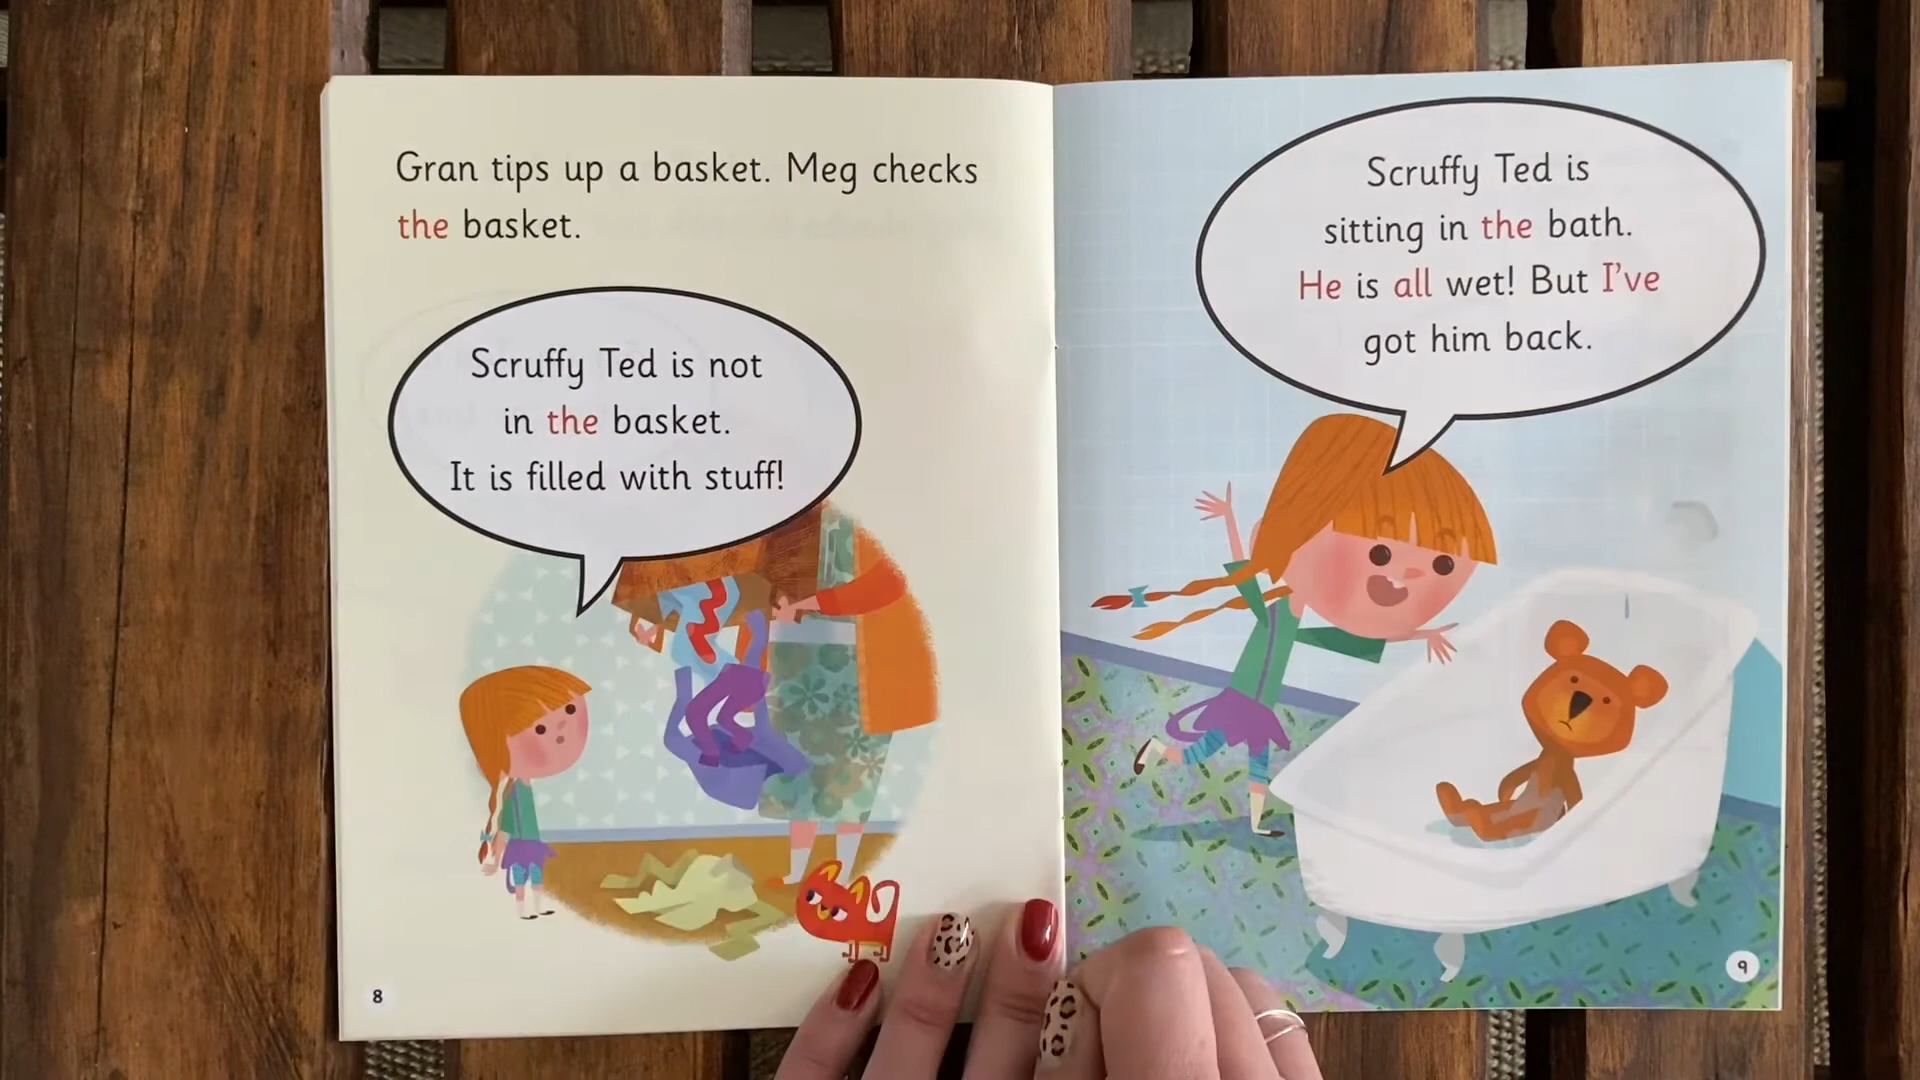 Gran tips up a basket. Meg checks
the basket.
Scruffy Ted is not
in the basket.
It is filled with stuff!
8
Scruffy Ted is
sitting in the bath.
He is all wet! But I've
got him back.
9